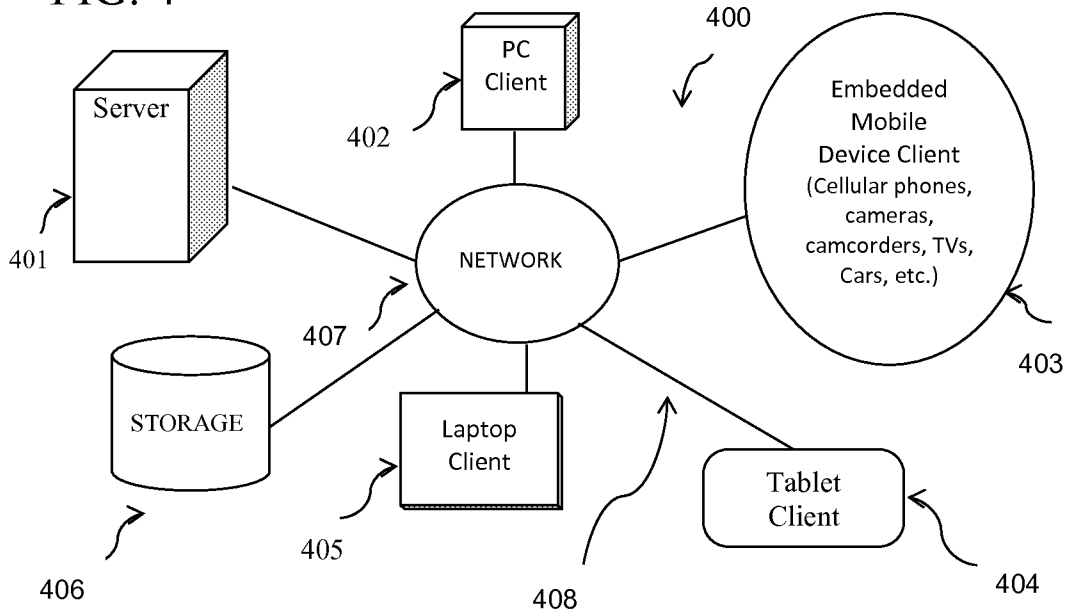 FIG. 4
400
PC
Client
402
Server
401
Embedded
Mobile
Device Client
(Cellular phones,
cameras,
camcorders, TVs,
Cars, etc.)
403
NETWORK
407
STORAGE
406
Laptop
Client
405
408
Tablet
Client
404